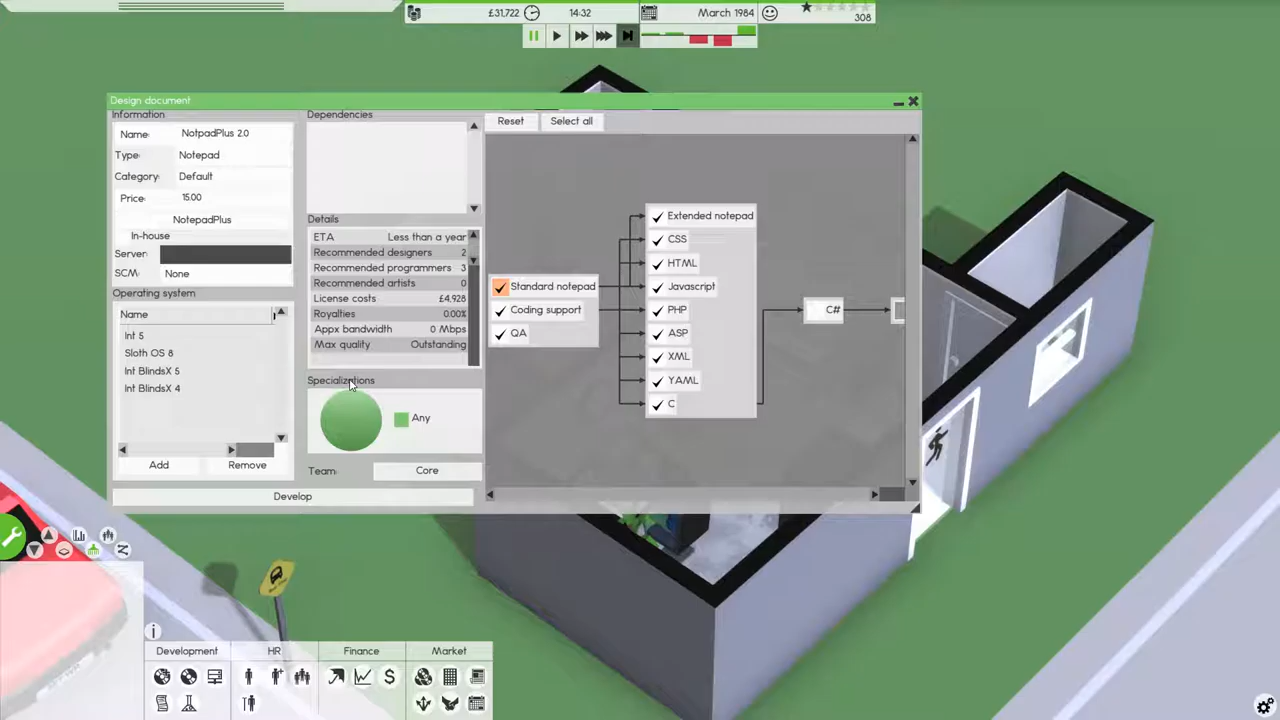 £31,722
14:32
March 1984
308
Design document
Information
Name: NotpadPlus 2.0
Type: Notepad
Category: Default
Price: 15.00
NotepadPlus
In-house
Server:
SCM: None
Operating system
Name
Int 5
Sloth OS 8
Int BlindsX 5
Int BlindsX 4
Add
Remove
Dependencies
Details
ETA Less than a year
Recommended designers 2
Recommended programmers 3
Recommended artists 0
License costs £4,928
Royalties 0.00%
Appx bandwidth 0 Mbps
Max quality Outstanding
Specializations
Any
Team: Core
Develop
Reset
Select all
Standard notepad
Coding support
QA
Extended notepad
CSS
HTML
Javascript
PHP
ASP
XML
YAML
C
C#
Development
HR
Finance
Market